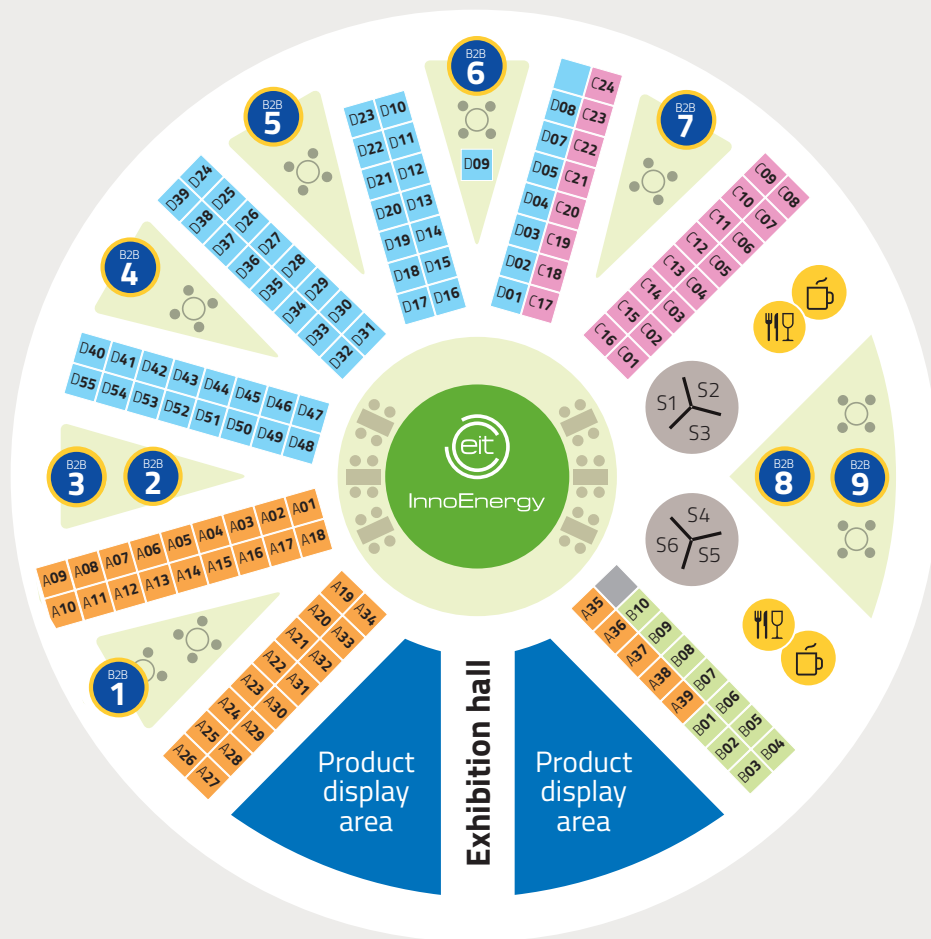 B2B
6
B2B
5
B2B
7
B2B
4
B2B
3
B2B
2
B2B
1
B2B
8
B2B
9
D23 D10
D22 D11
D21 D12
D20 D13
D19 D14
D18 D15
D17 D16
D09
C24
D08 C23
D07 C22
D05 C21
D04 C20
D03 C19
D02 C18
D01 C17
C09 C08
C10 C07
C11 C06
C12 C05
C13 C04
C14 C03
C15 C02
C16 C01
D39 D24
D38 D25
D37 D26
D36 D27
D35 D28
D34 D29
D33 D30
D32 D31
D40 D41 D42 D43 D44 D45 D46 D47
D55 D54 D53 D52 D51 D50 D49 D48
A09 A08 A07 A06 A05 A04 A03 A02 A01
A10 A11 A12 A13 A14 A15 A16 A17 A18
A19 A34
A20 A33
A21 A32
A22 A31
A23 A30
A24 A29
A25 A28
A26 A27
eit
InnoEnergy
S1 S2
S3
S4
S6 S5
A35
A36 B10
A37 B09
A38 B08
A39 B07
B01 B06
B02 B05
B03 B04
Product
display
area
Exhibition hall
Product
display
area